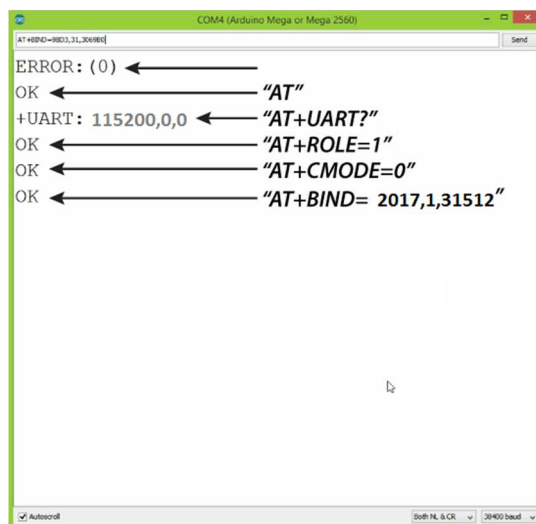 COM4 (Arduino Mega or Mega 2560)
AT+BIND=98D3,31,3069B0
Send
ERROR:(0)
OK "AT"
+UART: 115200,0,0 "AT+UART?"
OK "AT+ROLE=1"
OK "AT+CMODE=0"
OK "AT+BIND= 2017,1,31512"
Autoscroll
Both NL & CR
38400 baud